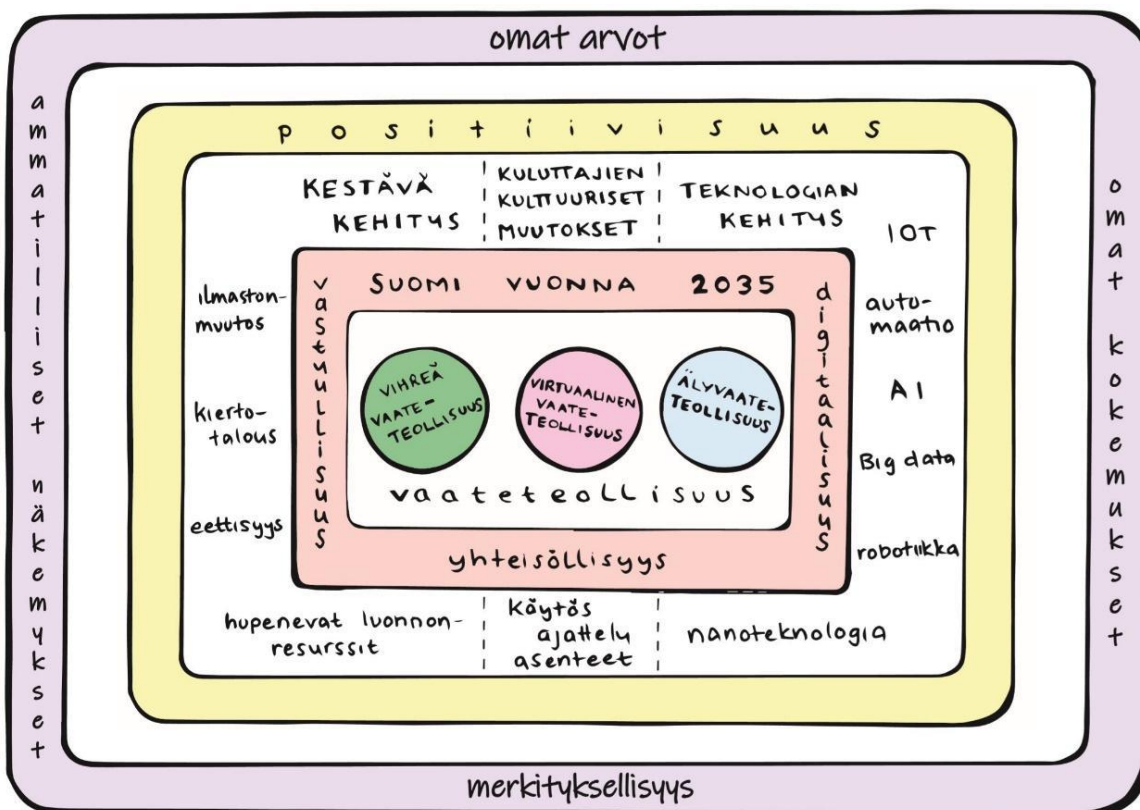 omat arvot
ammatilliset näkemykset
omat kokemukset
merkityksellisyys
positiivisuus
KESTÄVÄ
KEHITYS
KULUTTAJIEN
KULTTUURISET
MUUTOKSET
TEKNOLOGIAN
KEHITYS
IOT
ilmaston-
muutos
kierto-
talous
eettisyys
auto-
maatio
AI
Big data
robotiikka
SUOMI VUONNA 2035
vastuullisuus
digitaalisuus
VIHREÄ
VAATE-
TEOLLISUUS
VIRTUAALINEN
VAATE-
TEOLLISUUS
ÄLYVAATE-
TEOLLISUUS
vaateteollisuus
yhteisöllisyys
hupenevat luonnon-
resurssit
käytös
ajattelu
asenteet
nanoteknologia